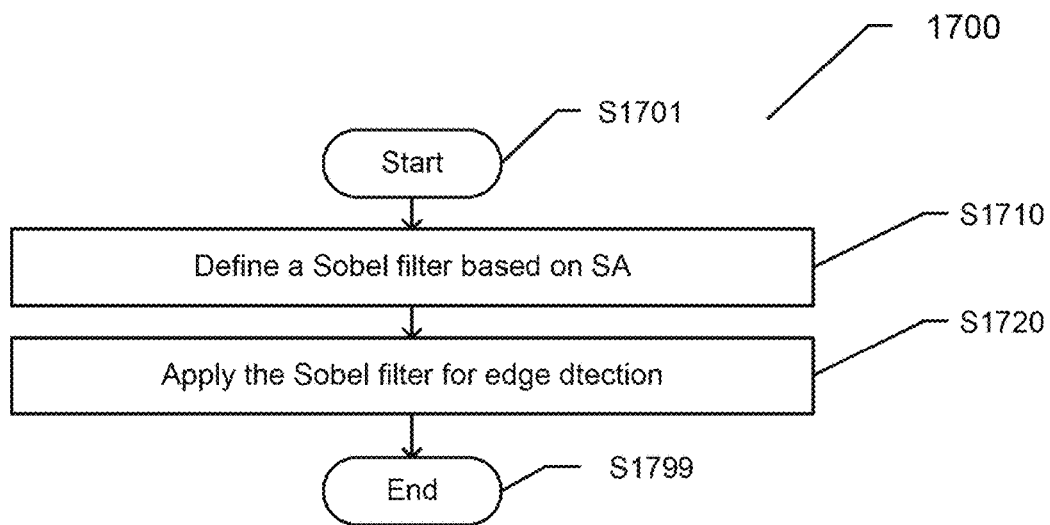 1700
S1701
Start
S1710
Define a Sobel filter based on SA
S1720
Apply the Sobel filter for edge dtection
S1799
End